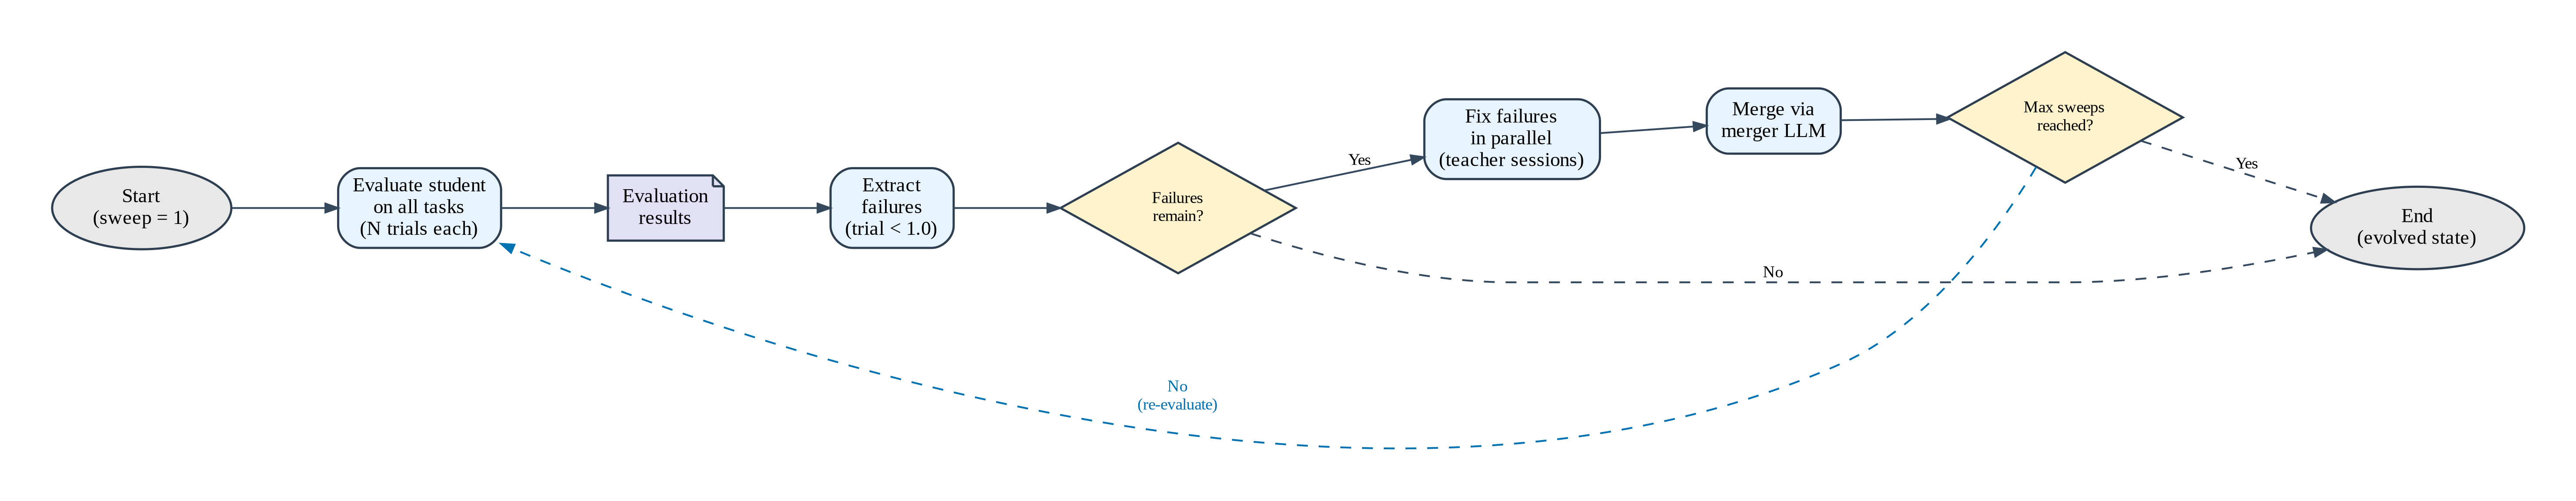 Start
(sweep = 1)
Evaluate student
on all tasks
(N trials each)
Evaluation
results
Extract
failures
(trial < 1.0)
Failures
remain?
Yes
Fix failures
in parallel
(teacher sessions)
Merge via
merger LLM
Max sweeps
reached?
Yes
End
(evolved state)
No
No
(re-evaluate)